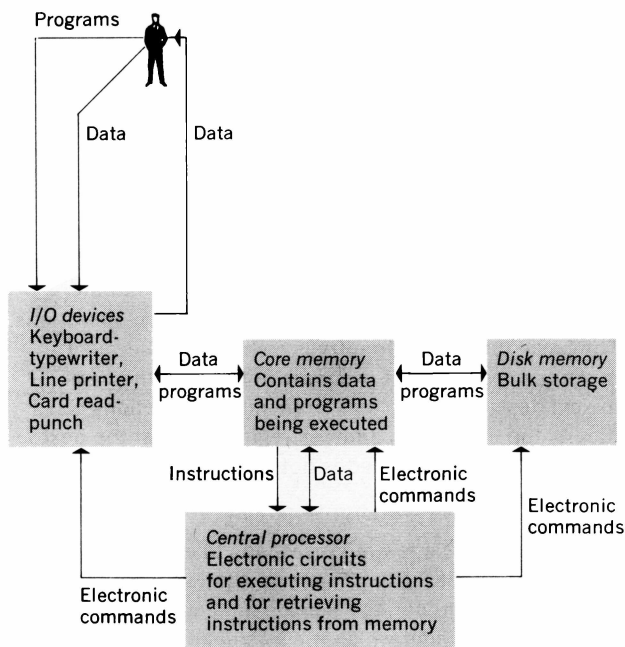 Programs
Data
Data
I/O devices
Keyboard-
typewriter,
Line printer,
Card read-
punch
Data
programs
Core memory
Contains data
and programs
being executed
Data
programs
Disk memory
Bulk storage
Instructions
Data
Electronic
commands
Electronic
commands
Electronic
commands
Central processor
Electronic circuits
for executing instructions
and for retrieving
instructions from memory